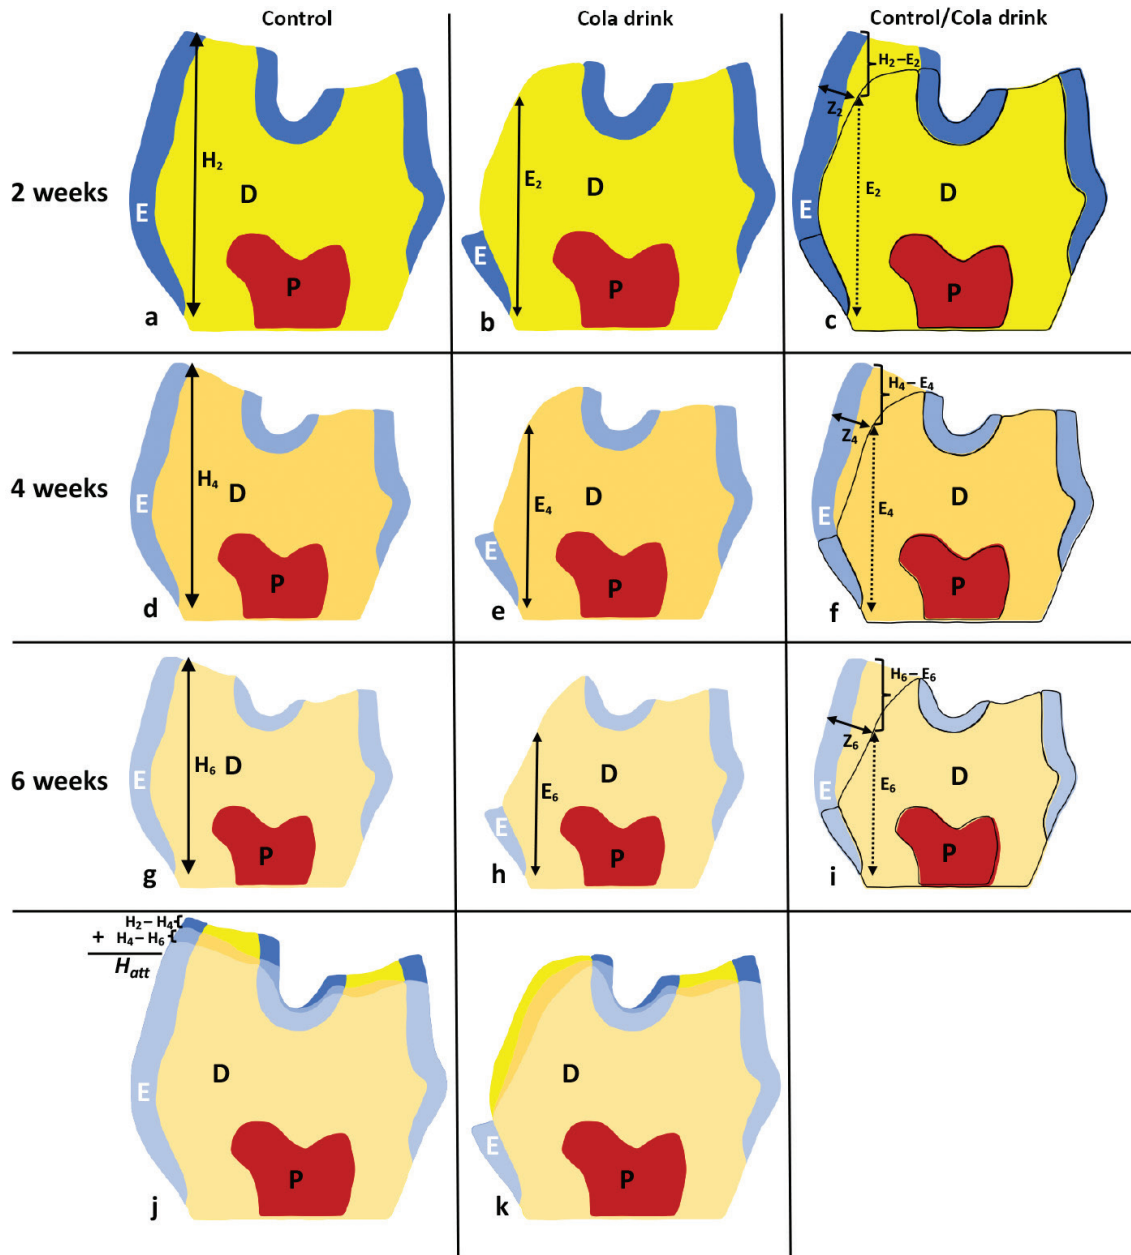 Control
Cola drink
Control/Cola drink
2 weeks
H₂
D
E
P
a
E₂
D
E
P
b
H₂–E₂
Z₂
E₂
D
E
P
c
4 weeks
H₄
D
E
P
d
E₄
D
E
P
e
H₄–E₄
Z₄
E₄
D
E
P
f
6 weeks
H₆
D
E
P
g
E₆
D
E
P
h
H₆–E₆
Z₆
E₆
D
E
P
i
H₂–H₄
+ H₄–H₆
Hₐₜₜ
D
E
P
j
D
E
P
k